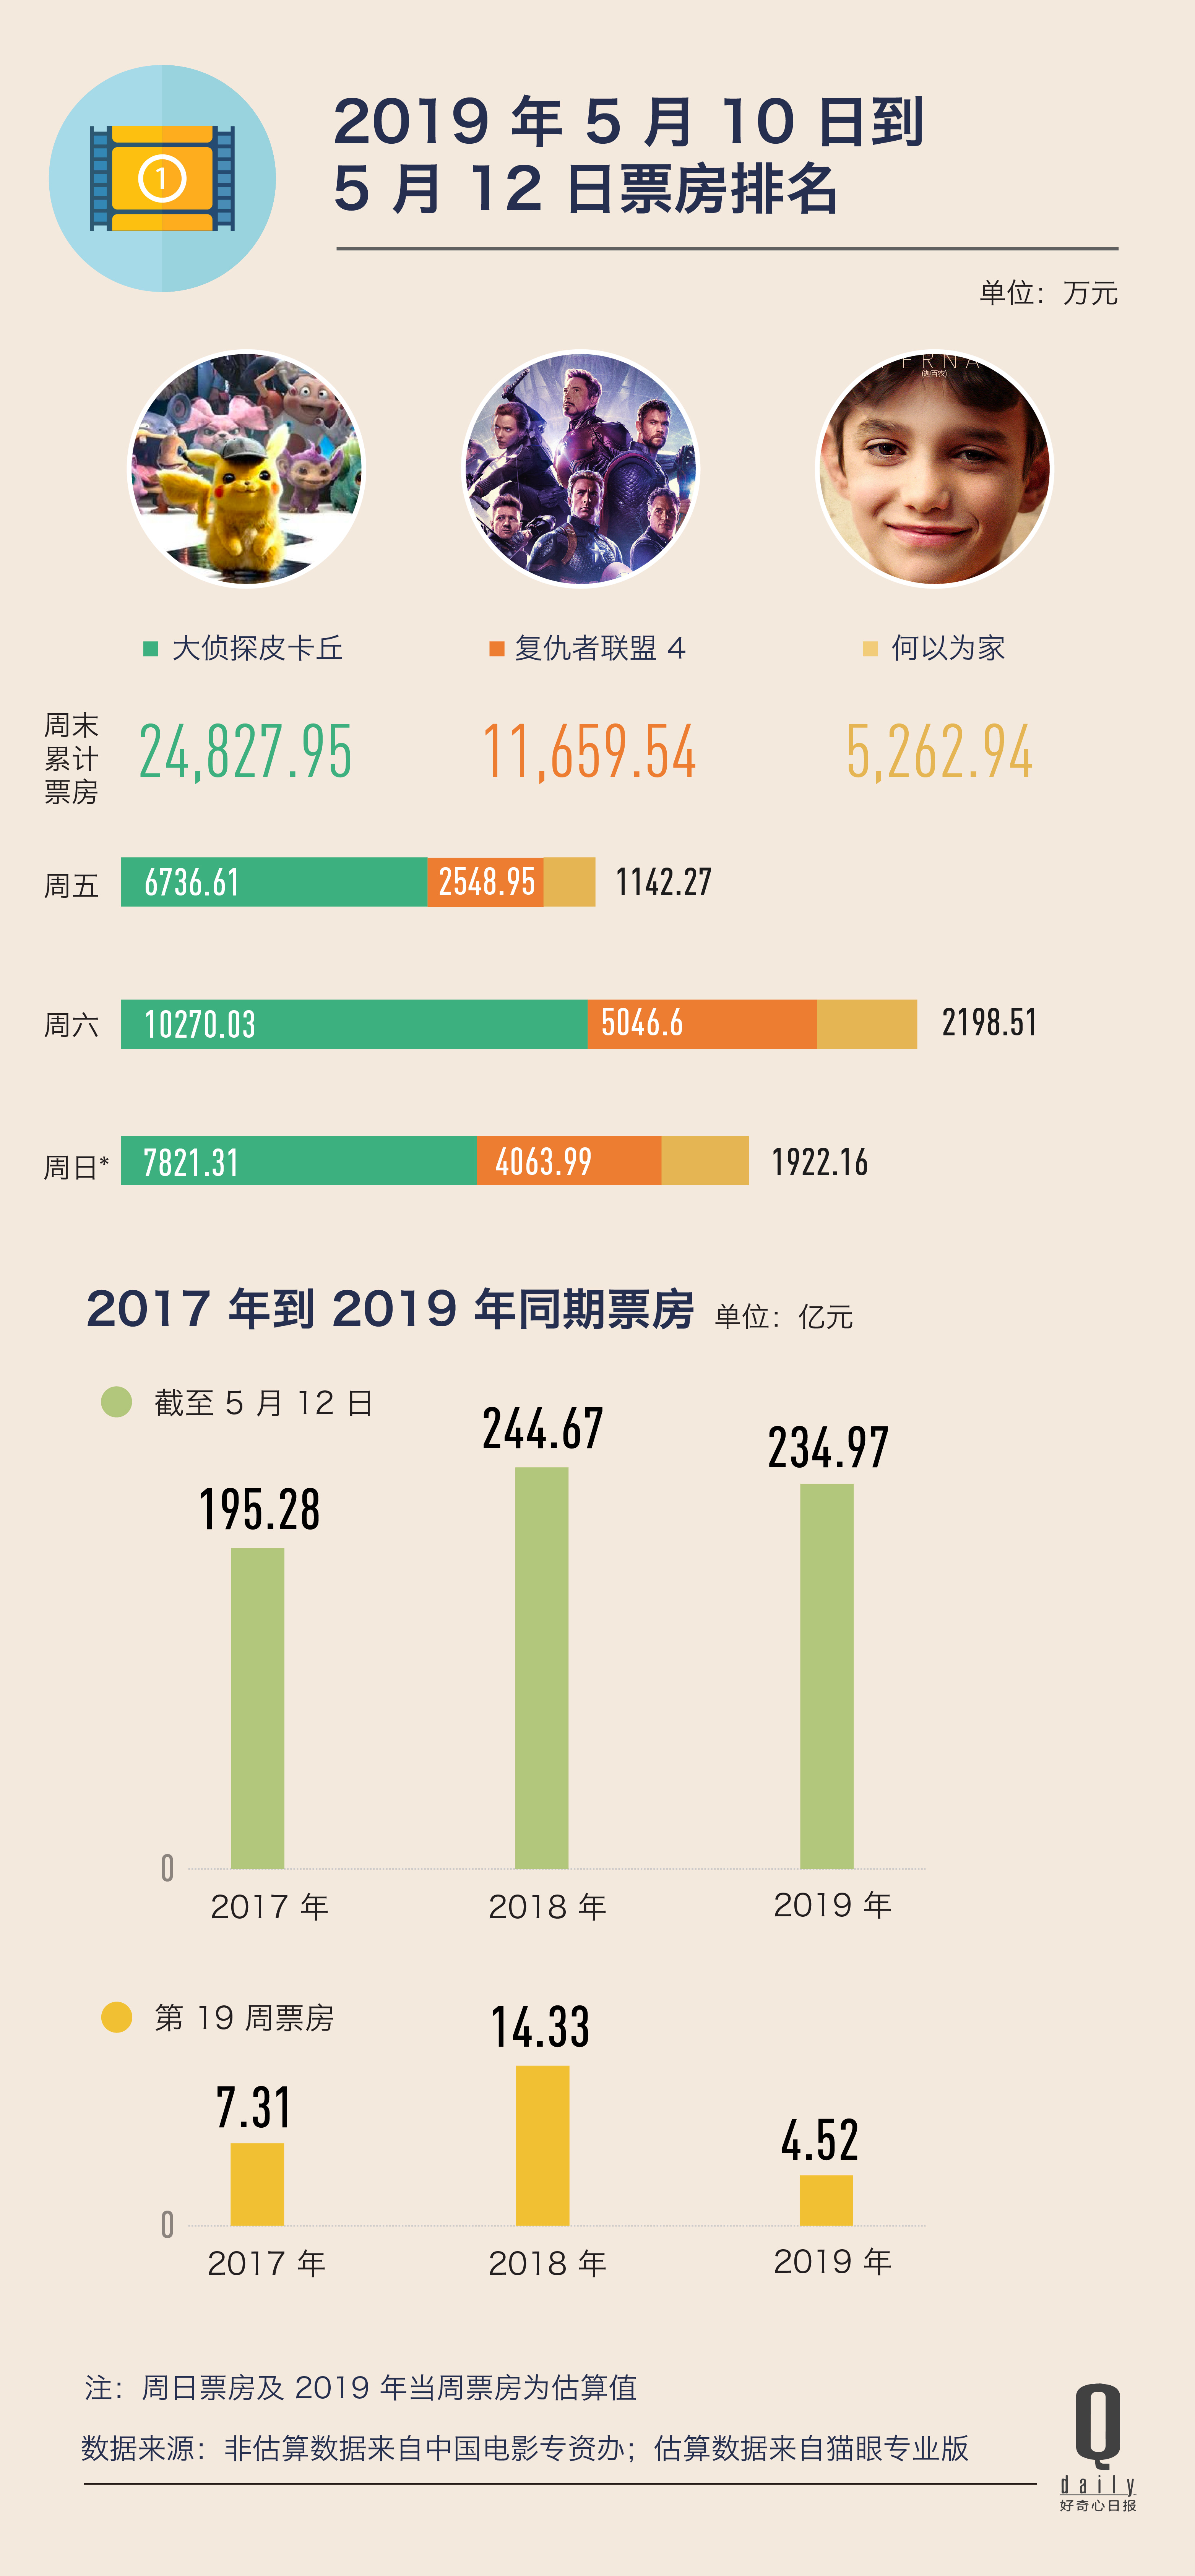 1
2019 年 5 月 10 日到
5 月 12 日票房排名
单位：万元
ERNA
(迦百农)
大侦探皮卡丘
复仇者联盟 4
何以为家
周末
累计
票房
24,827.95
11,659.54
5,262.94
周五
6736.61
2548.95
1142.27
周六
10270.03
5046.6
2198.51
周日*
7821.31
4063.99
1922.16
2017 年到 2019 年同期票房 单位：亿元
截至 5 月 12 日
195.28
244.67
234.97
0
2017 年
2018 年
2019 年
第 19 周票房
7.31
14.33
4.52
0
2017 年
2018 年
2019 年
注：周日票房及 2019 年当周票房为估算值
数据来源：非估算数据来自中国电影专资办；估算数据来自猫眼专业版
Q
daily
好奇心日报